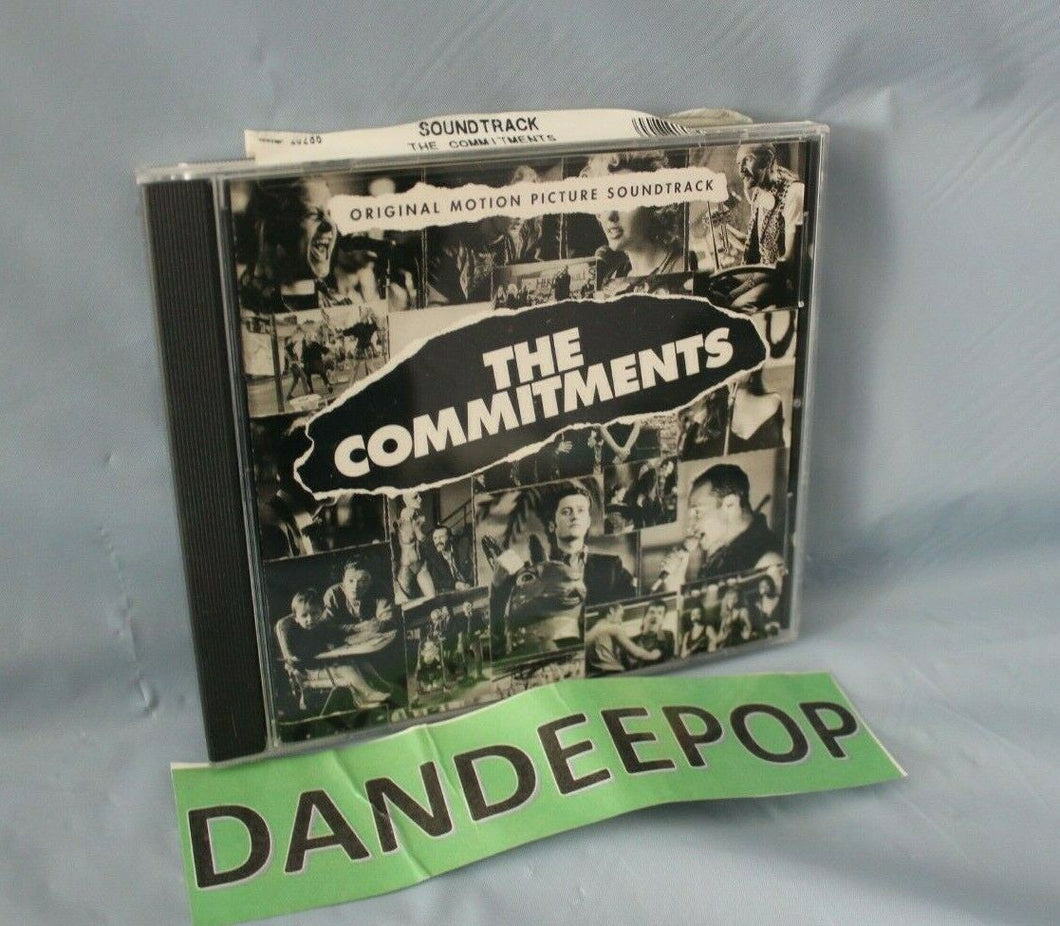 SOUNDTRACK
THE COMMITMENTS
ORIGINAL MOTION PICTURE SOUNDTRACK
THE
COMMITMENTS
DANDEEPOP